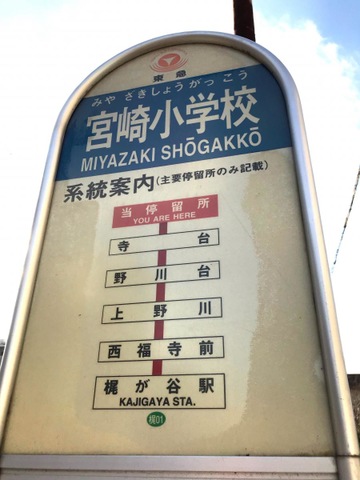 東急
みや ざき しょうがっ こう
宮崎小学校
MIYAZAKI SHŌGAKKŌ
系統案内(主要停留所のみ記載)
当停留所
YOU ARE HERE
寺台
野川台
上野川
西福寺前
梶が谷駅
KAJIGAYA STA.
梶01